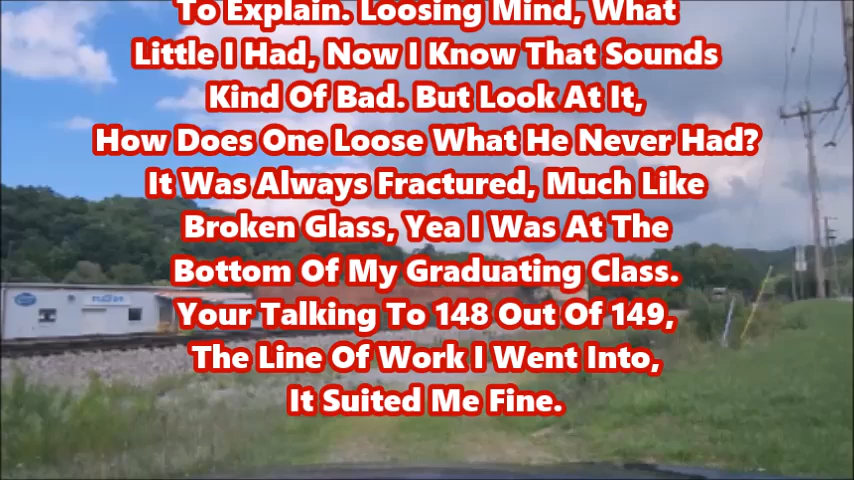 To Explain. Loosing Mind, What
Little I Had, Now I Know That Sounds
Kind Of Bad. But Look At It,
How Does One Loose What He Never Had?
It Was Always Fractured, Much Like
Broken Glass, Yea I Was At The
Bottom Of My Graduating Class.
Your Talking To 148 Out Of 149,
The Line Of Work I Went Into,
It Suited Me Fine.